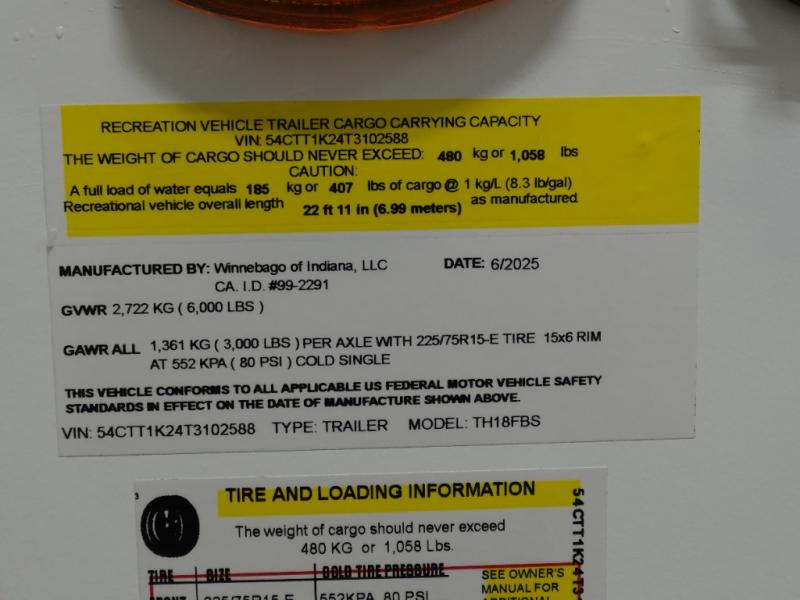 RECREATION VEHICLE TRAILER CARGO CARRYING CAPACITY
VIN: 54CTT1K24T3102588
THE WEIGHT OF CARGO SHOULD NEVER EXCEED: 480 kg or 1,058 lbs
CAUTION:
A full load of water equals 185 kg or 407 lbs of cargo @ 1 kg/L (8.3 lb/gal)
Recreational vehicle overall length 22 ft 11 in (6.99 meters) as manufactured
MANUFACTURED BY: Winnebago of Indiana, LLC DATE: 6/2025
CA. I.D. #99-2291
GVWR 2,722 KG ( 6,000 LBS )
GAWR ALL 1,361 KG ( 3,000 LBS ) PER AXLE WITH 225/75R15-E TIRE 15x6 RIM
AT 552 KPA ( 80 PSI ) COLD SINGLE
THIS VEHICLE CONFORMS TO ALL APPLICABLE US FEDERAL MOTOR VEHICLE SAFETY
STANDARDS IN EFFECT ON THE DATE OF MANUFACTURE SHOWN ABOVE.
VIN: 54CTT1K24T3102588 TYPE: TRAILER MODEL: TH18FBS
3
TIRE AND LOADING INFORMATION
The weight of cargo should never exceed
480 KG or 1,058 Lbs.
TIRE SIZE COLD TIRE PRESSURE
SEE OWNER'S
MANUAL FOR
225/75R15-E 552KPA, 80 PSI
54CTT1K24T3